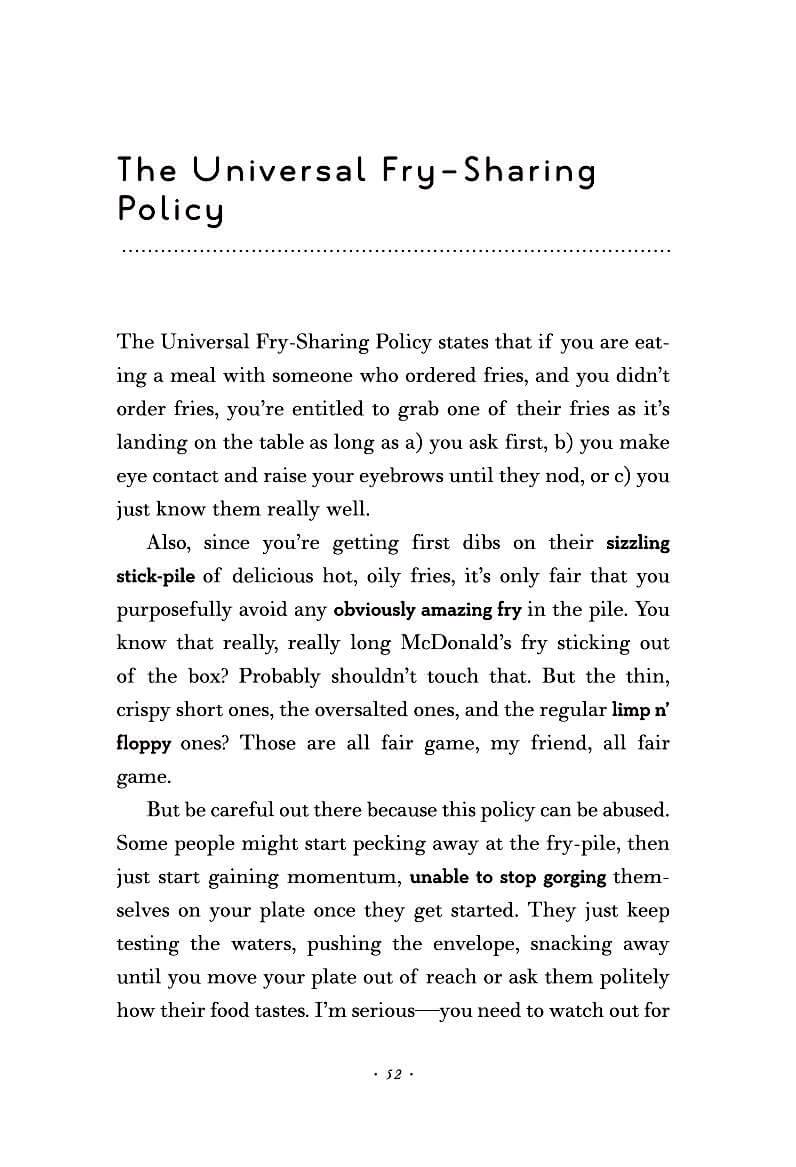 The Universal Fry-Sharing
Policy
The Universal Fry-Sharing Policy states that if you are eat-
ing a meal with someone who ordered fries, and you didn't
order fries, you're entitled to grab one of their fries as it's
landing on the table as long as a) you ask first, b) you make
eye contact and raise your eyebrows until they nod, or c) you
just know them really well.
Also, since you're getting first dibs on their sizzling
stick-pile of delicious hot, oily fries, it's only fair that you
purposefully avoid any obviously amazing fry in the pile. You
know that really, really long McDonald's fry sticking out
of the box? Probably shouldn't touch that. But the thin,
crispy short ones, the oversalted ones, and the regular limp n'
floppy ones? Those are all fair game, my friend, all fair
game.
But be careful out there because this policy can be abused.
Some people might start pecking away at the fry-pile, then
just start gaining momentum, unable to stop gorging them-
selves on your plate once they get started. They just keep
testing the waters, pushing the envelope, snacking away
until you move your plate out of reach or ask them politely
how their food tastes. I'm serious—you need to watch out for
· 52 ·